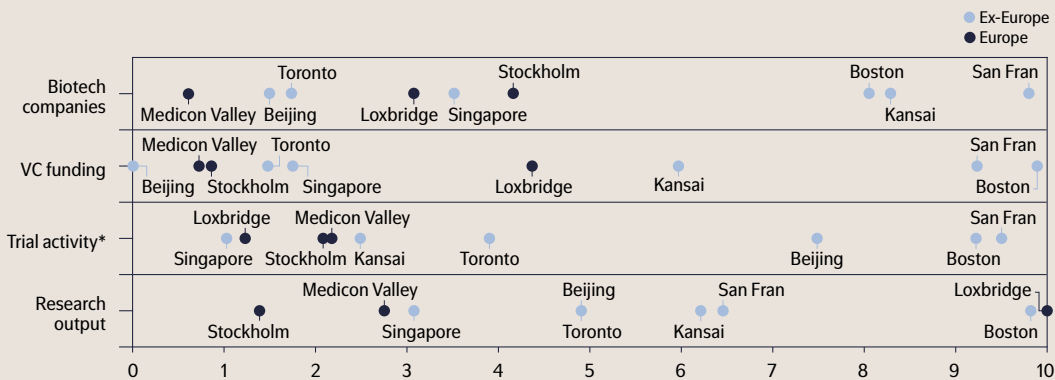 Ex-Europe
Europe
Toronto
Stockholm
Boston
San Fran
Biotech
companies
Medicon Valley
Beijing
Loxbridge
Singapore
Kansai
Medicon Valley
Toronto
San Fran
VC funding
Beijing
Stockholm
Singapore
Loxbridge
Kansai
Boston
Loxbridge
Medicon Valley
San Fran
Trial activity*
Singapore
Stockholm
Kansai
Toronto
Beijing
Boston
Medicon Valley
Beijing
San Fran
Loxbridge
Research
output
Stockholm
Singapore
Toronto
Kansai
Boston
0 1 2 3 4 5 6 7 8 9 10